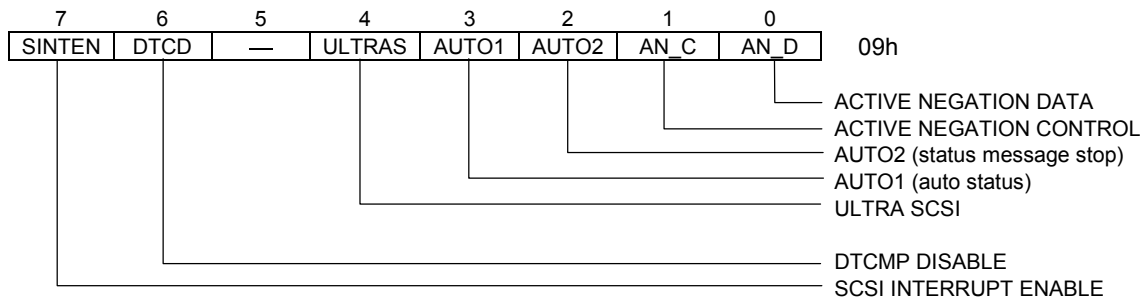 7 6 5 4 3 2 1 0
SINTEN DTCD — ULTRAS AUTO1 AUTO2 AN_C AN_D 09h
ACTIVE NEGATION DATA
ACTIVE NEGATION CONTROL
AUTO2 (status message stop)
AUTO1 (auto status)
ULTRA SCSI
DTCMP DISABLE
SCSI INTERRUPT ENABLE